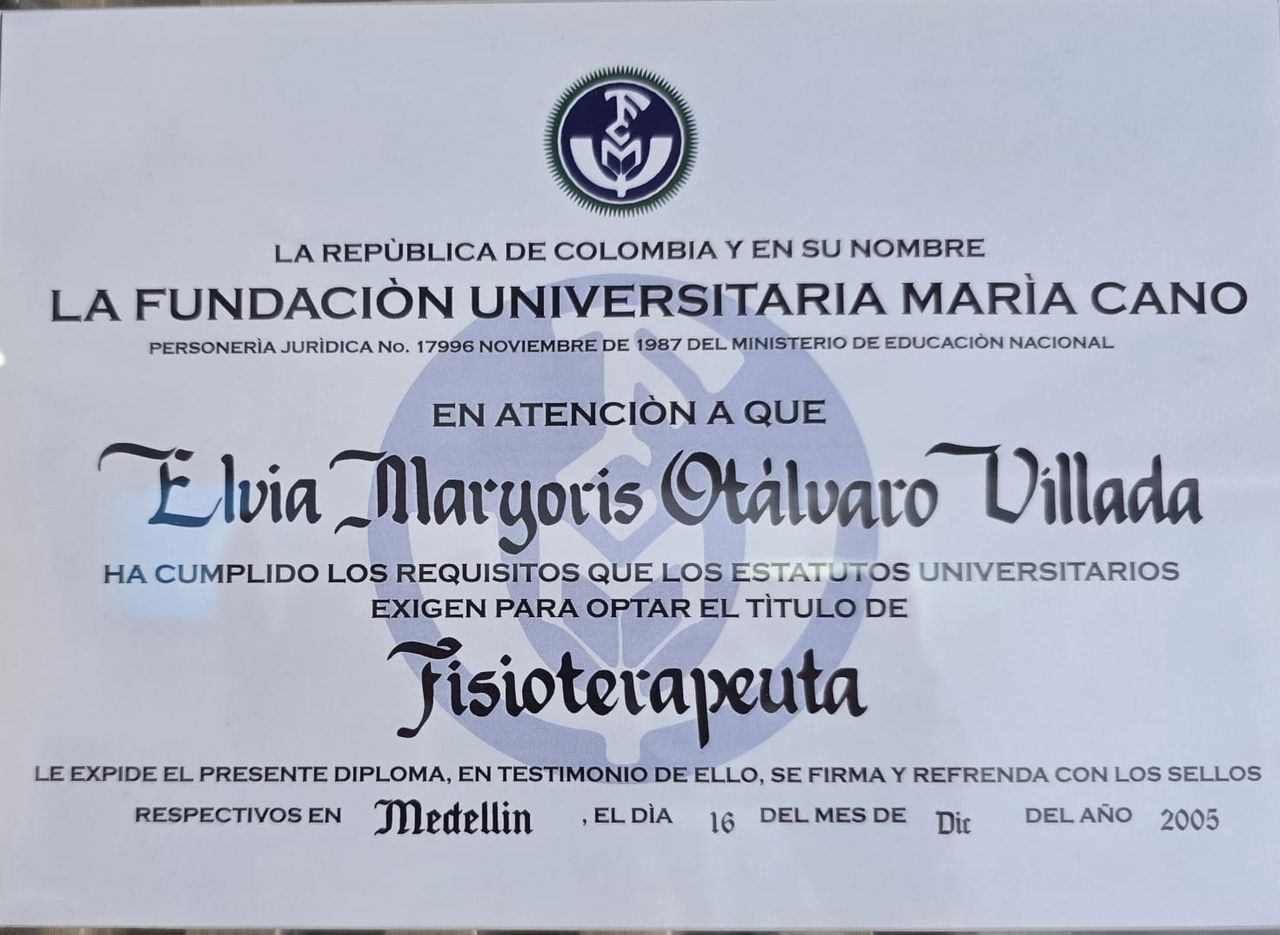 FCM
LA REPÙBLICA DE COLOMBIA Y EN SU NOMBRE
LA FUNDACIÒN UNIVERSITARIA MARÌA CANO
PERSONERÌA JURÌDICA No. 17996 NOVIEMBRE DE 1987 DEL MINISTERIO DE EDUCACIÒN NACIONAL
EN ATENCIÒN A QUE
Elvia Maryoris Otálvaro Villada
HA CUMPLIDO LOS REQUISITOS QUE LOS ESTATUTOS UNIVERSITARIOS
EXIGEN PARA OPTAR EL TÌTULO DE
Fisioterapeuta
LE EXPIDE EL PRESENTE DIPLOMA, EN TESTIMONIO DE ELLO, SE FIRMA Y REFRENDA CON LOS SELLOS
RESPECTIVOS EN Medellin , EL DÌA 16 DEL MES DE Dic DEL AÑO 2005